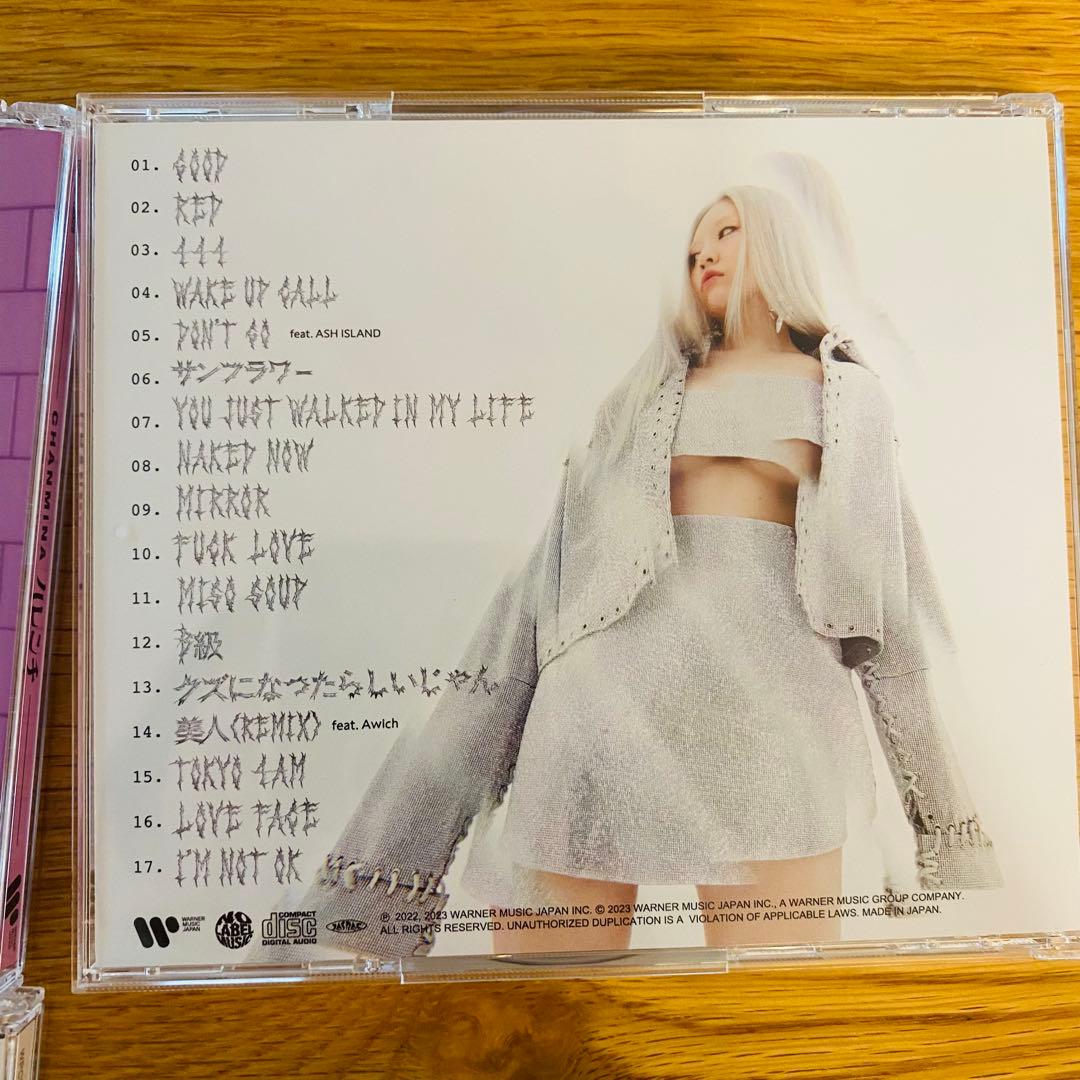 01. GOOD
02. RED
03. 444
04. WAKE UP CALL
05. DON'T GO feat. ASH ISLAND
06. サンフラワー
07. YOU JUST WALKED IN MY LIFE
08. NAKED NOW
09. MIRROR
10. FUCK LOVE
11. MISO SOUP
12. B級
13. クズになったらしいじゃん
14. 美人(REMIX) feat. Awich
15. TOKYO 4AM
16. LOVE FACE
17. I'M NOT OK
WARNER
MUSIC
JAPAN
NO
LABEL
MUSIC
COMPACT
disc
DIGITAL AUDIO
JASRAC
℗ 2022, 2023 WARNER MUSIC JAPAN INC. © 2023 WARNER MUSIC JAPAN INC., A WARNER MUSIC GROUP COMPANY.
ALL RIGHTS RESERVED. UNAUTHORIZED DUPLICATION IS A VIOLATION OF APPLICABLE LAWS. MADE IN JAPAN.
CHANMINA ハレンチ